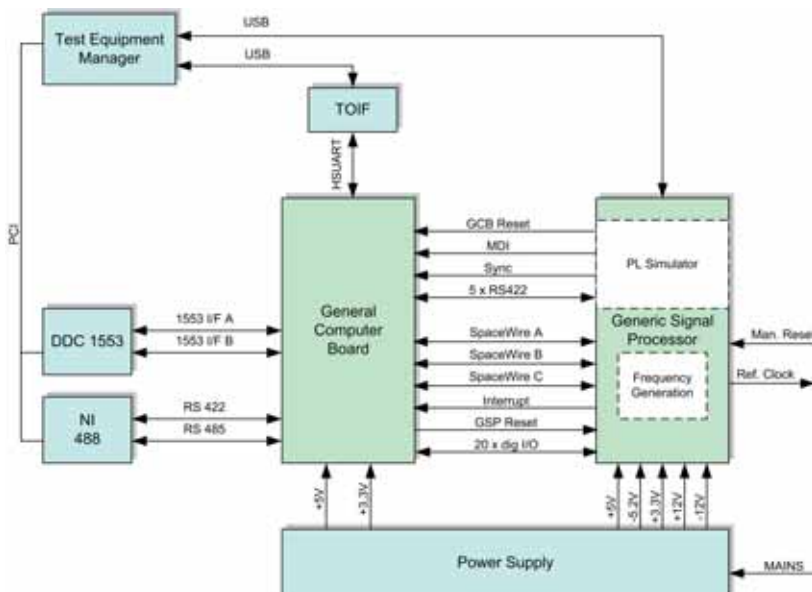 USB
Test Equipment
Manager
USB
TOIF
HSUART
PCI
GCB Reset
MDI
PL Simulator
Sync
5 x RS422
General
Computer
Board
1553 I/F A
DDC 1553
1553 I/F B
SpaceWire A
SpaceWire B
SpaceWire C
Generic Signal
Processor
Man. Reset
Frequency
Generation
Ref. Clock
NI
488
RS 422
RS 485
Interrupt
GSP Reset
20 x dig I/O
+5V
+3.3V
+5V
-5.2V
+3.3V
+12V
-12V
Power Supply
MAINS